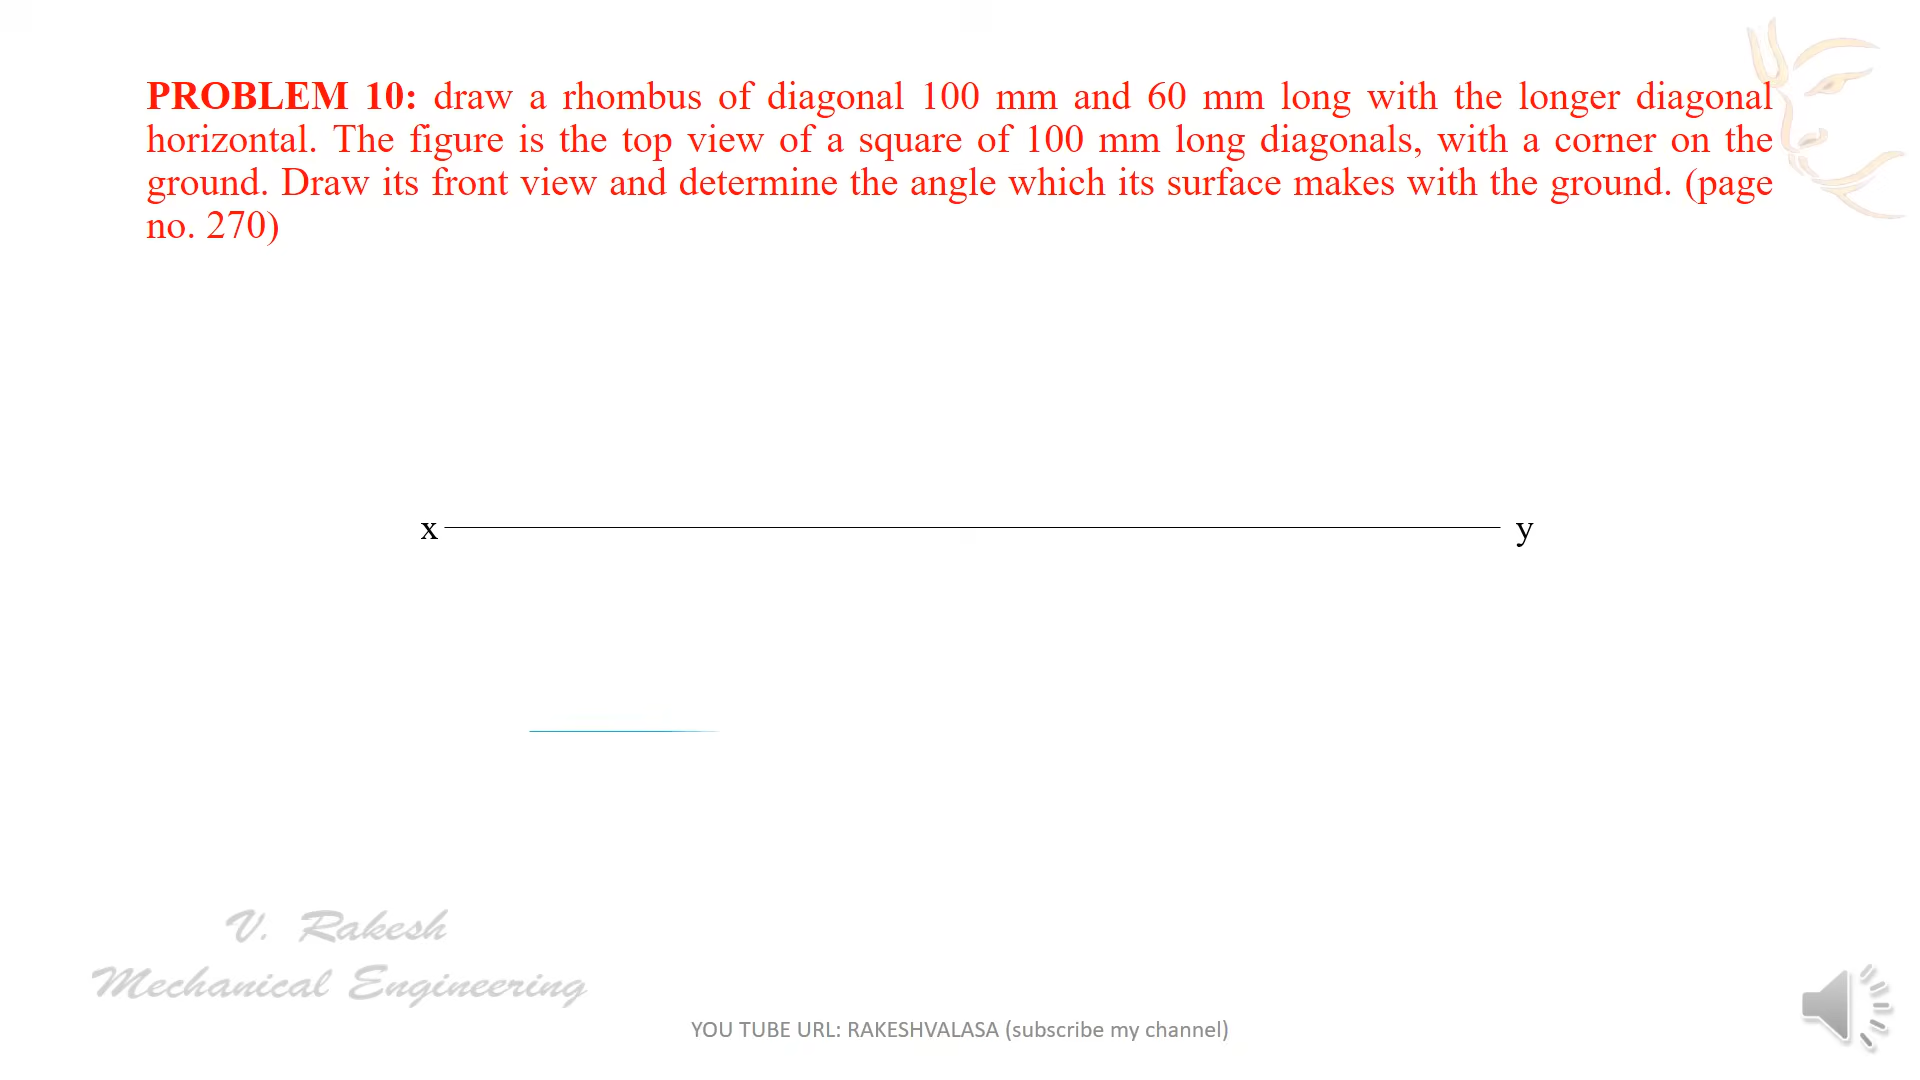 PROBLEM 10: draw a rhombus of diagonal 100 mm and 60 mm long with the longer diagonal
horizontal. The figure is the top view of a square of 100 mm long diagonals, with a corner on the
ground. Draw its front view and determine the angle which its surface makes with the ground. (page
no. 270)
x y
V. Rakesh
Mechanical Engineering
YOU TUBE URL: RAKESHVALASA (subscribe my channel)